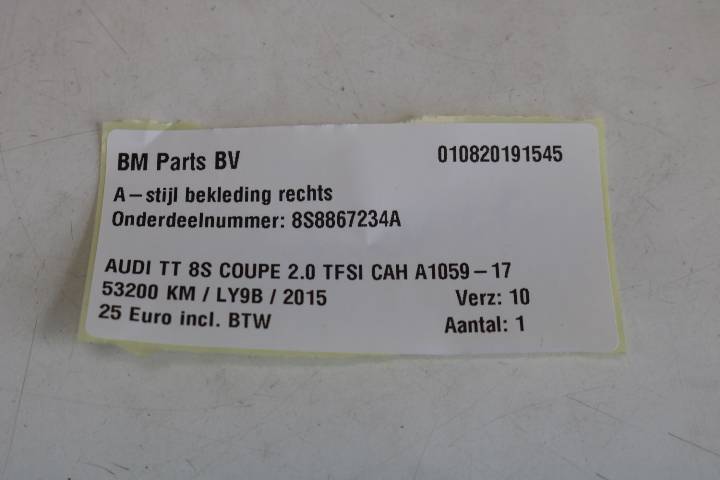 BM Parts BV 010820191545
A-stijl bekleding rechts
Onderdeelnummer: 8S8867234A
AUDI TT 8S COUPE 2.0 TFSI CAH A1059-17
53200 KM / LY9B / 2015 Verz: 10
25 Euro incl. BTW Aantal: 1